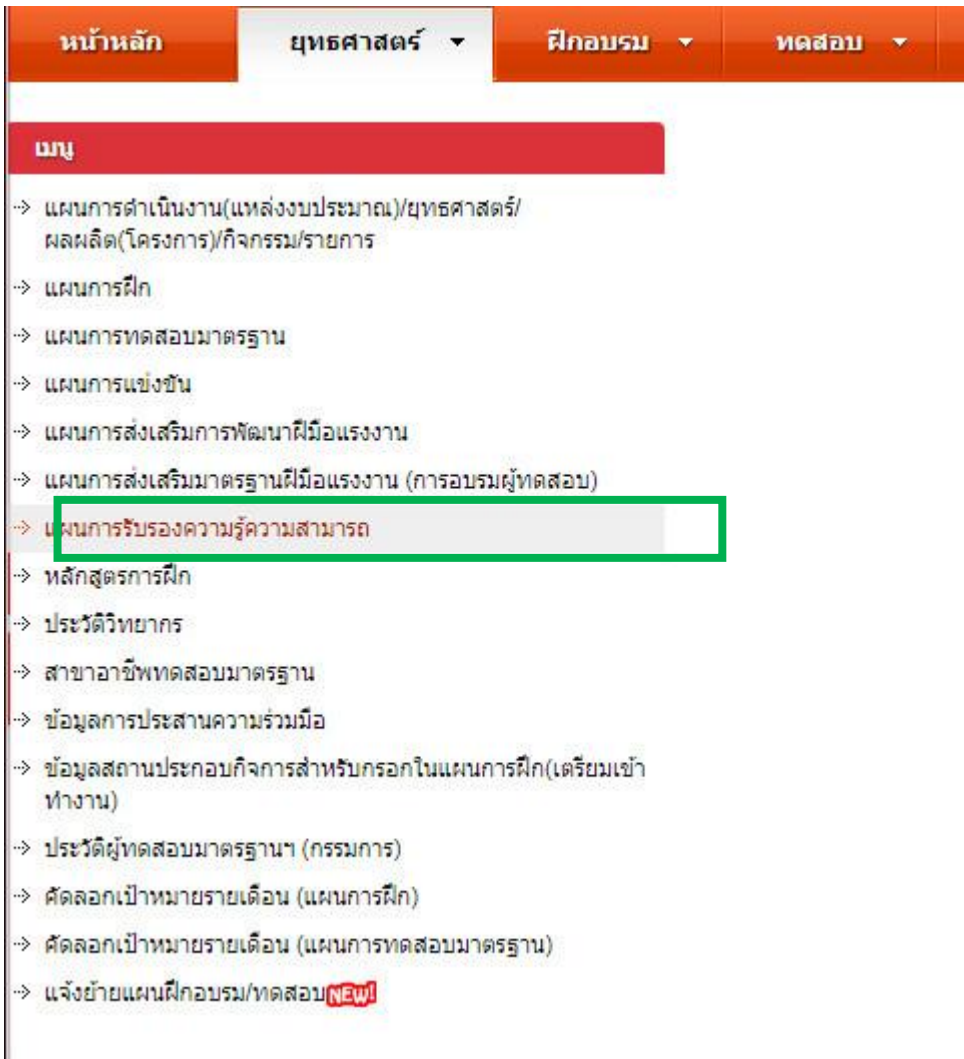 หน้าหลัก ยุทธศาสตร์ ฝึกอบรม ทดสอบ
เมนู
แผนการดำเนินงาน(แหล่งงบประมาณ)/ยุทธศาสตร์/
ผลผลิต(โครงการ)/กิจกรรม/รายการ
แผนการฝึก
แผนการทดสอบมาตรฐาน
แผนการแข่งขัน
แผนการส่งเสริมการพัฒนาฝีมือแรงงาน
แผนการส่งเสริมมาตรฐานฝีมือแรงงาน (การอบรมผู้ทดสอบ)
แผนการรับรองความรู้ความสามารถ
หลักสูตรการฝึก
ประวัติวิทยากร
สาขาอาชีพทดสอบมาตรฐาน
ข้อมูลการประสานความร่วมมือ
ข้อมูลสถานประกอบกิจการสำหรับกรอกในแผนการฝึก(เตรียมเข้า
ทำงาน)
ประวัติผู้ทดสอบมาตรฐานฯ (กรรมการ)
คัดลอกเป้าหมายรายเดือน (แผนการฝึก)
คัดลอกเป้าหมายรายเดือน (แผนการทดสอบมาตรฐาน)
แจ้งย้ายแผนฝึกอบรม/ทดสอบ NEW!